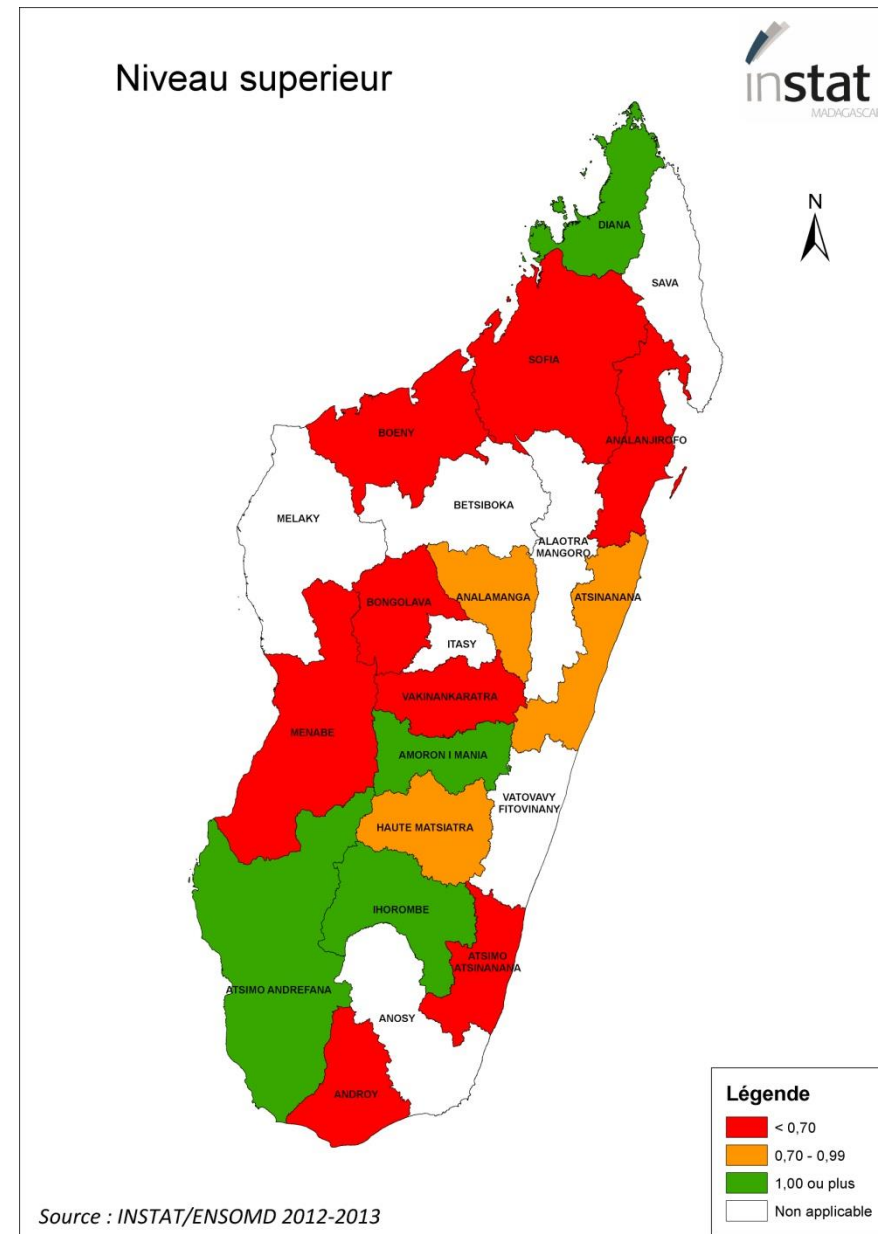 Niveau superieur
instat
MADAGASCAR
N
DIANA
SAVA
SOFIA
BOENY
ANALANJIROFO
MELAKY
BETSIBOKA
ALAOTRA
MANGORO
BONGOLAVA
ANALAMANGA
ATSINANANA
ITASY
VAKINANKARATRA
MENABE
AMORON I MANIA
VATOVAVY
FITOVINANY
HAUTE MATSIATRA
IHOROMBE
ATSIMO
ATSINANANA
ATSIMO ANDREFANA
ANOSY
ANDROY
Légende
< 0,70
0,70 - 0,99
1,00 ou plus
Non applicable
Source : INSTAT/ENSOMD 2012-2013